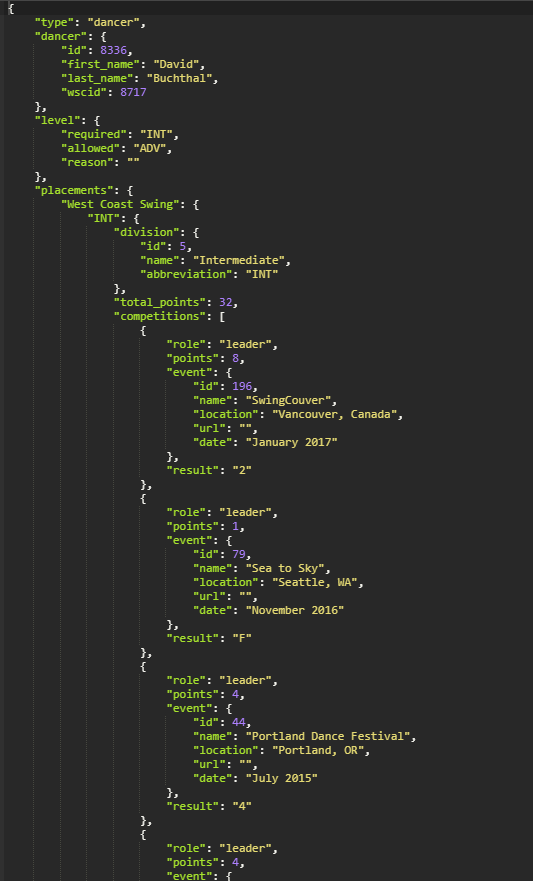 {
"type": "dancer",
"dancer": {
"id": 8336,
"first_name": "David",
"last_name": "Buchthal",
"wscid": 8717
},
"level": {
"required": "INT",
"allowed": "ADV",
"reason": ""
},
"placements": {
"West Coast Swing": {
"INT": {
"division": {
"id": 5,
"name": "Intermediate",
"abbreviation": "INT"
},
"total_points": 32,
"competitions": [
{
"role": "leader",
"points": 8,
"event": {
"id": 196,
"name": "SwingCouver",
"location": "Vancouver, Canada",
"url": "",
"date": "January 2017"
},
"result": "2"
},
{
"role": "leader",
"points": 1,
"event": {
"id": 79,
"name": "Sea to Sky",
"location": "Seattle, WA",
"url": "",
"date": "November 2016"
},
"result": "F"
},
{
"role": "leader",
"points": 4,
"event": {
"id": 44,
"name": "Portland Dance Festival",
"location": "Portland, OR",
"url": "",
"date": "July 2015"
},
"result": "4"
},
{
"role": "leader",
"points": 4,
"event": {